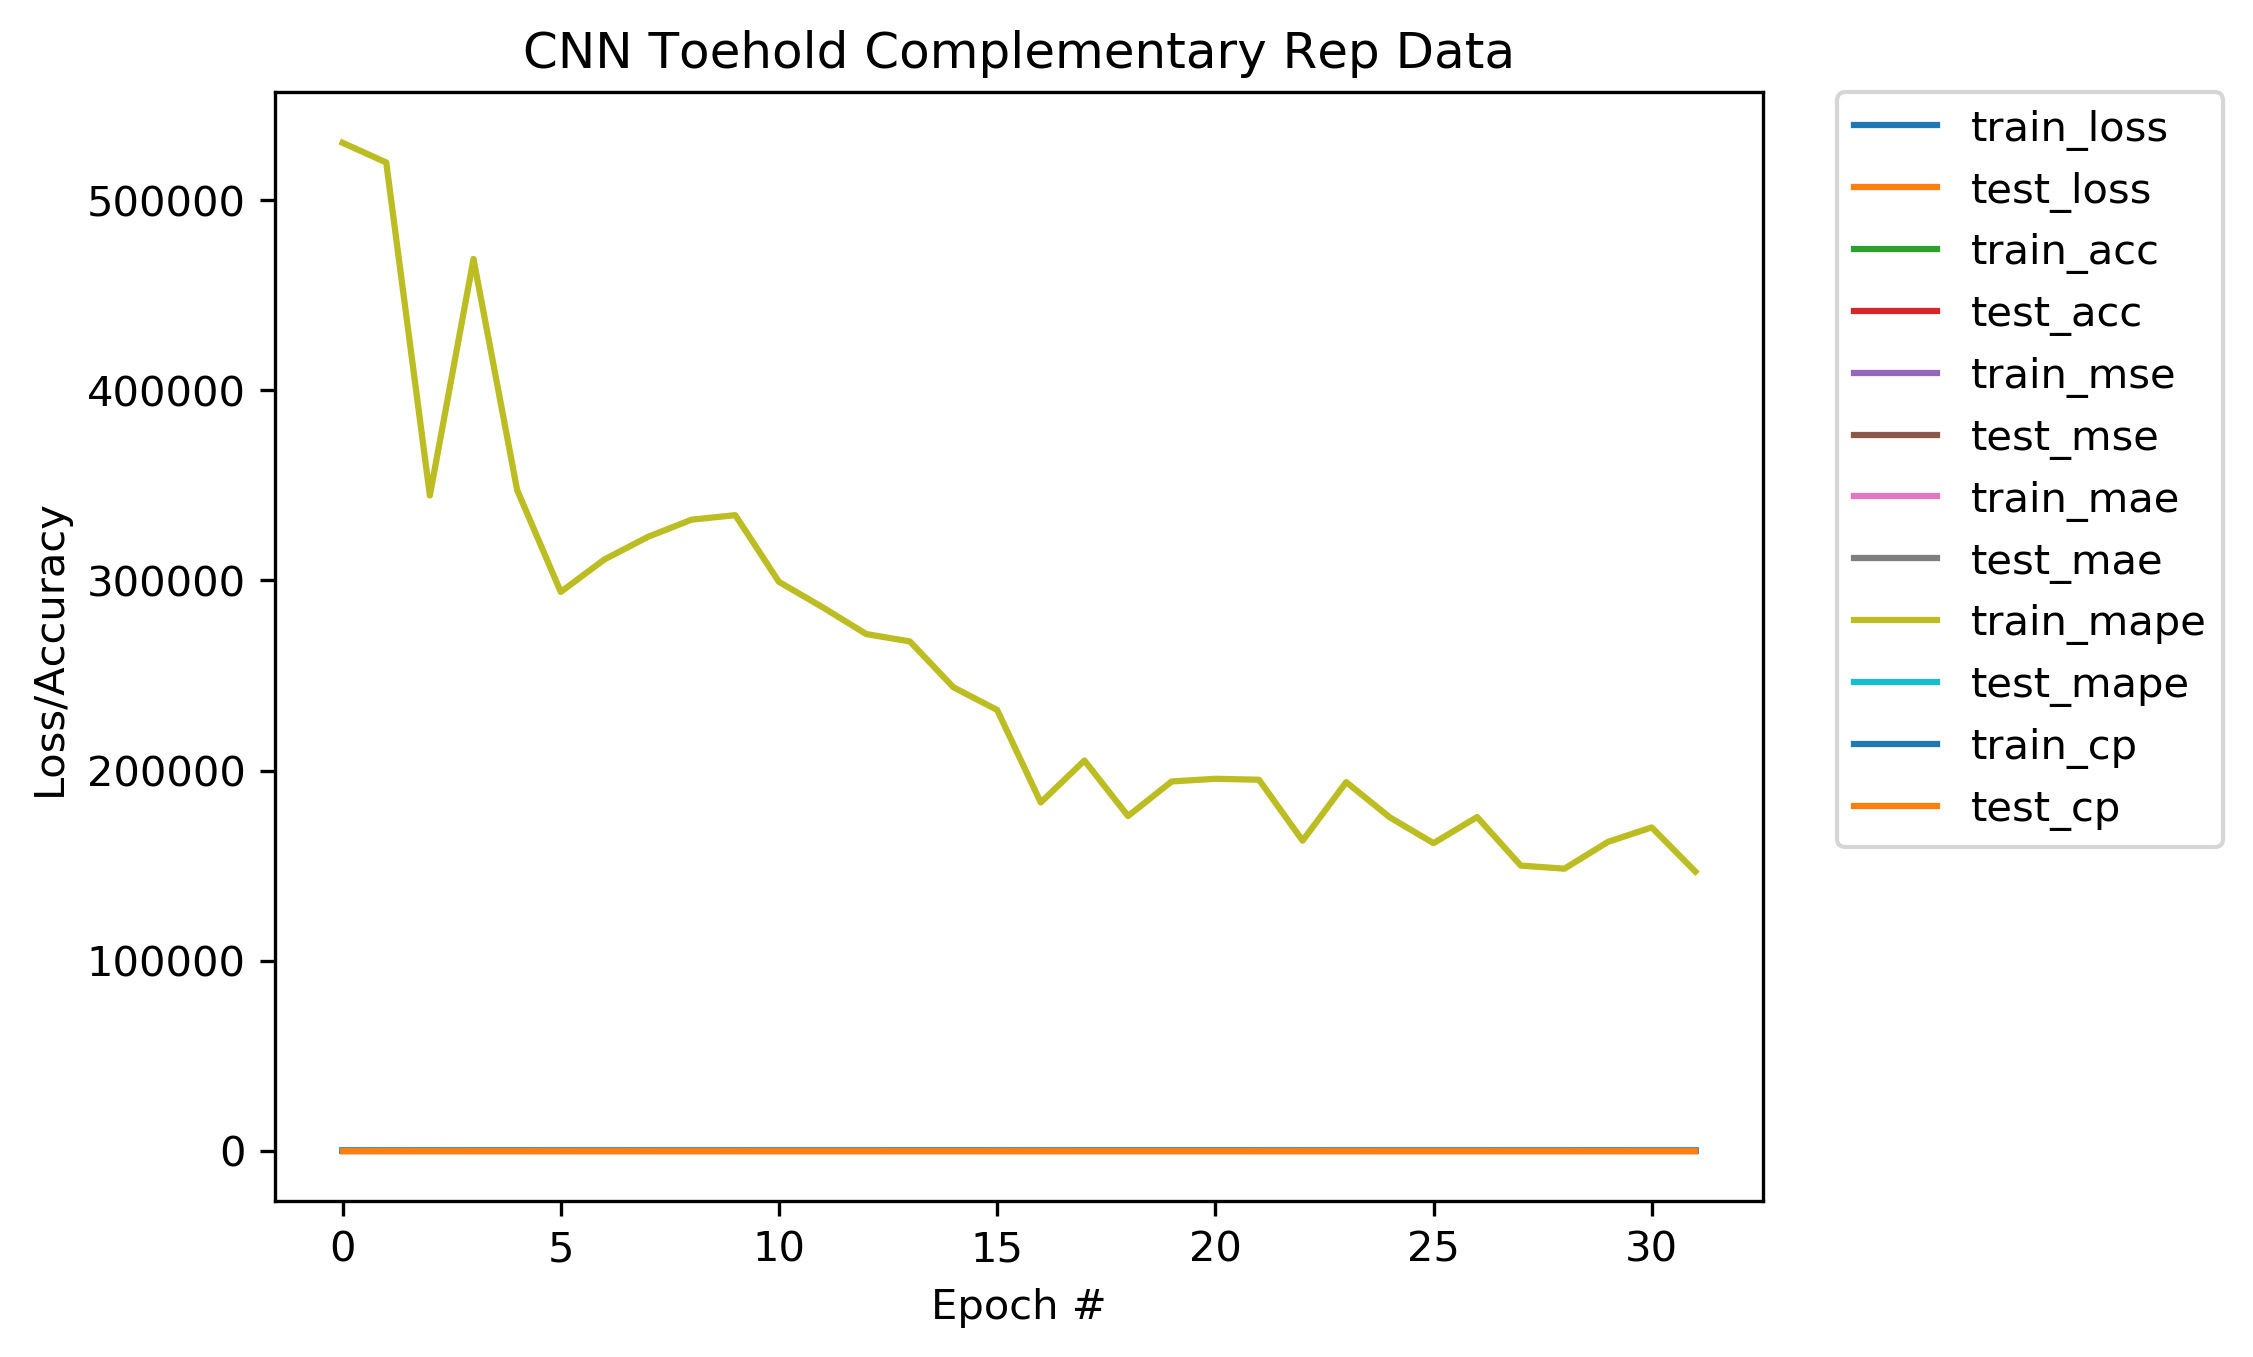 CNN Toehold Complementary Rep Data
Loss/Accuracy
500000
400000
300000
200000
100000
0
0 5 10 15 20 25 30
Epoch #
train_loss
test_loss
train_acc
test_acc
train_mse
test_mse
train_mae
test_mae
train_mape
test_mape
train_cp
test_cp